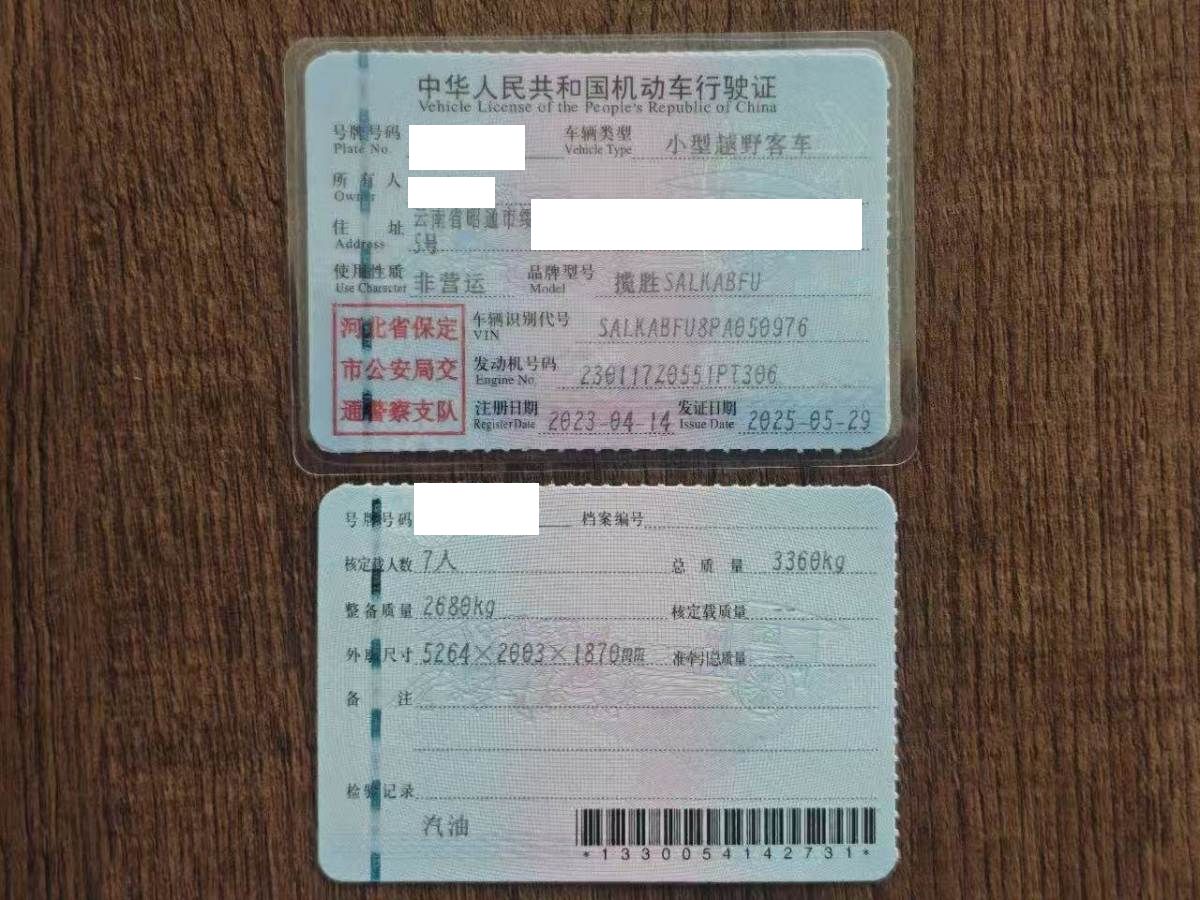 中华人民共和国机动车行驶证
Vehicle License of the People's Republic of China
号牌号码 车辆类型 小型越野客车
Plate No. Vehicle Type
所有人
Owner
住址 云南省昭通市
Address 5号
使用性质 非营运 品牌型号 揽胜SALKABFU
Use Character Model
河北省保定
市公安局交
通警察支队
车辆识别代号 SALKABFU8PA050976
VIN
发动机号码 230117Z0551PT306
Engine No.
注册日期 2023-04-14 发证日期 2025-05-29
Register Date Issue Date
号牌号码 档案编号
核定载人数 7人 总质量 3360kg
整备质量 2680kg 核定载质量 --
外廓尺寸 5264×2003×1870mm 准牵引总质量 --
备注
检验记录
汽油
*1330054142731*